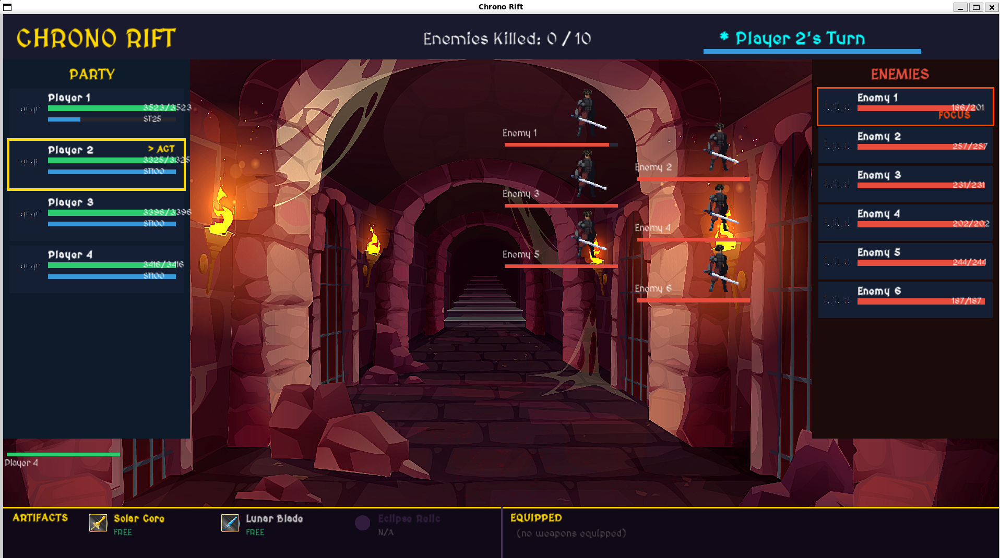 Chrono Rift
CHRONO RIFT
Enemies Killed: 0 / 10
* Player 2's Turn
PARTY
Player 1
3523/3523
ST25
Player 2
> ACT
3325/3325
ST100
Player 3
3396/3396
ST100
Player 4
3416/3416
ST100
Enemy 1
Enemy 2
Enemy 3
Enemy 4
Enemy 5
Enemy 6
Player 4
ENEMIES
Enemy 1
186/201
FOCUS
Enemy 2
257/257
Enemy 3
231/231
Enemy 4
202/202
Enemy 5
244/244
Enemy 6
187/187
ARTIFACTS
Solar Core
FREE
Lunar Blade
FREE
Eclipse Relic
N/A
EQUIPPED
(no weapons equipped)